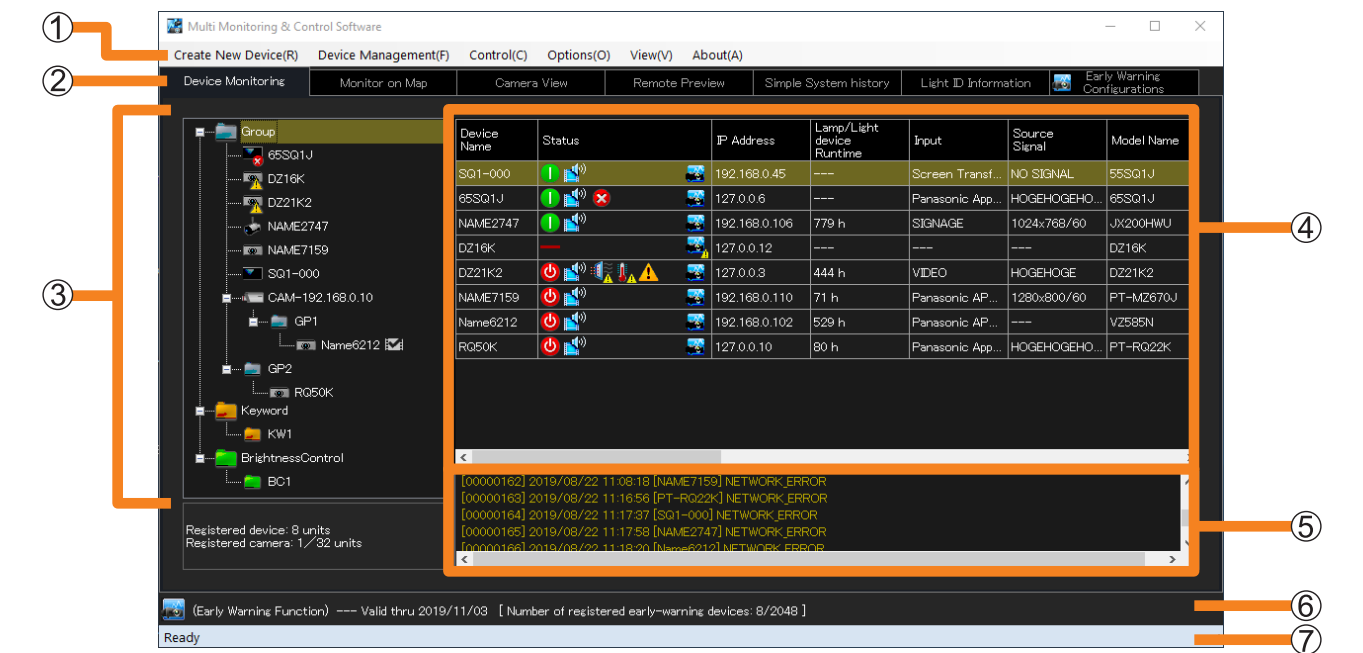 ①
Multi Monitoring & Control Software
Create New Device(R) Device Management(F) Control(C) Options(O) View(V) About(A)
②
Device Monitoring Monitor on Map Camera View Remote Preview Simple System history Light ID Information Early Warning Configurations
③
Group
65SQ1J
DZ16K
DZ21K2
NAME2747
NAME7159
SQ1-000
CAM-192.168.0.10
GP1
Name6212
GP2
RQ50K
Keyword
KW1
BrightnessControl
BC1
Registered device: 8 units
Registered camera: 1/32 units
④
Device Name Status IP Address Lamp/Light device Runtime Input Source Signal Model Name
SQ1-000 192.168.0.45 --- Screen Transf... NO SIGNAL 55SQ1J
65SQ1J 127.0.0.6 --- Panasonic App... HOGEHOGEHO... 65SQ1J
NAME2747 192.168.0.106 779 h SIGNAGE 1024x768/60 JX200HWU
DZ16K 127.0.0.12 --- --- --- DZ16K
DZ21K2 127.0.0.3 444 h VIDEO HOGEHOGE DZ21K2
NAME7159 192.168.0.110 71 h Panasonic AP... 1280x800/60 PT-MZ670J
Name6212 192.168.0.102 529 h Panasonic AP... --- VZ585N
RQ50K 127.0.0.10 80 h Panasonic App... HOGEHOGEHO... PT-RQ22K
⑤
[00000162] 2019/08/22 11:08:18 [NAME7159] NETWORK_ERROR
[00000163] 2019/08/22 11:16:56 [PT-RQ22K] NETWORK_ERROR
[00000164] 2019/08/22 11:17:37 [SQ1-000] NETWORK_ERROR
[00000165] 2019/08/22 11:17:58 [NAME2747] NETWORK_ERROR
[00000166] 2019/08/22 11:18:20 [Name6212] NETWORK_ERROR
⑥
(Early Warning Function) --- Valid thru 2019/11/03 [ Number of registered early-warning devices: 8/2048 ]
Ready
⑦